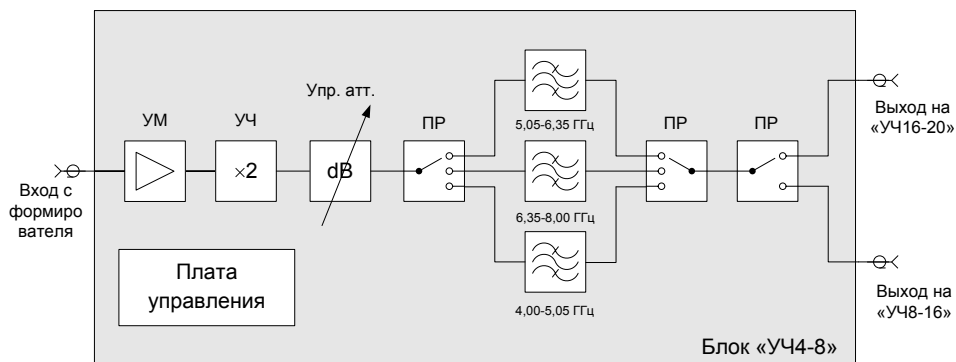 Упр. атт.
УМ
УЧ
ПР
ПР
ПР
×2
dB
5,05-6,35 ГГц
6,35-8,00 ГГц
4,00-5,05 ГГц
Вход с
формиро
вателя
Выход на
«УЧ16-20»
Выход на
«УЧ8-16»
Плата
управления
Блок «УЧ4-8»